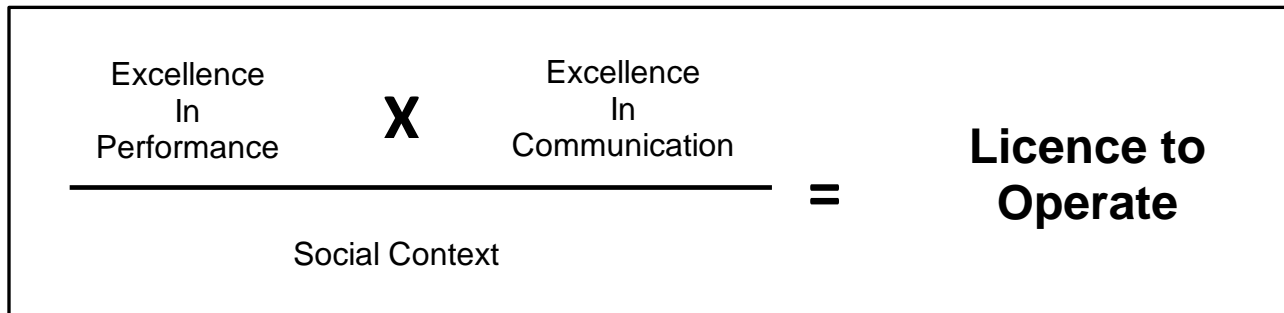 Excellence
In
Performance
X
Excellence
In
Communication
=
Licence to
Operate
Social Context